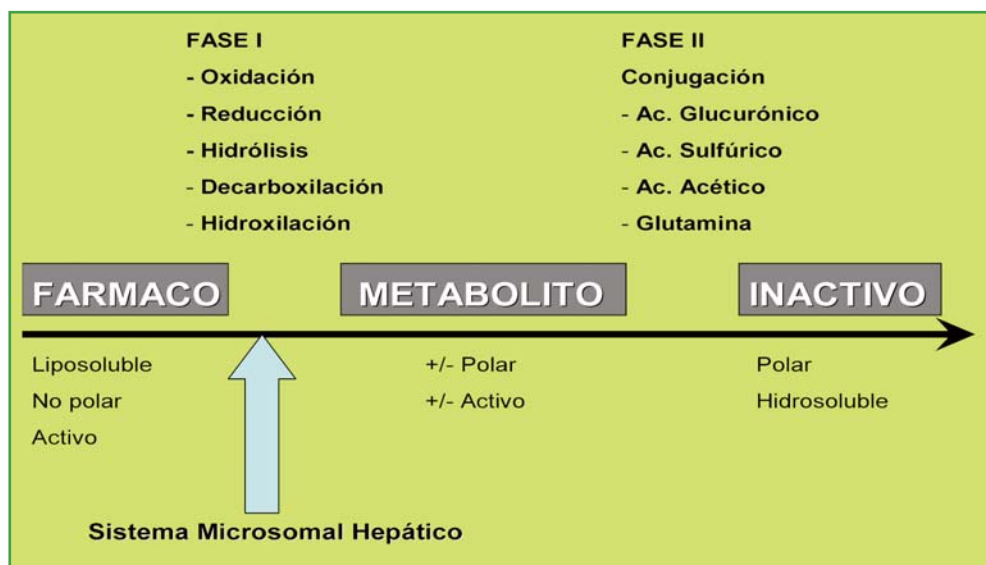 FASE I
- Oxidación
- Reducción
- Hidrólisis
- Decarboxilación
- Hidroxilación
FASE II
Conjugación
- Ac. Glucurónico
- Ac. Sulfúrico
- Ac. Acético
- Glutamina
FARMACO
METABOLITO
INACTIVO
Liposoluble
No polar
Activo
+/- Polar
+/- Activo
Polar
Hidrosoluble
Sistema Microsomal Hepático